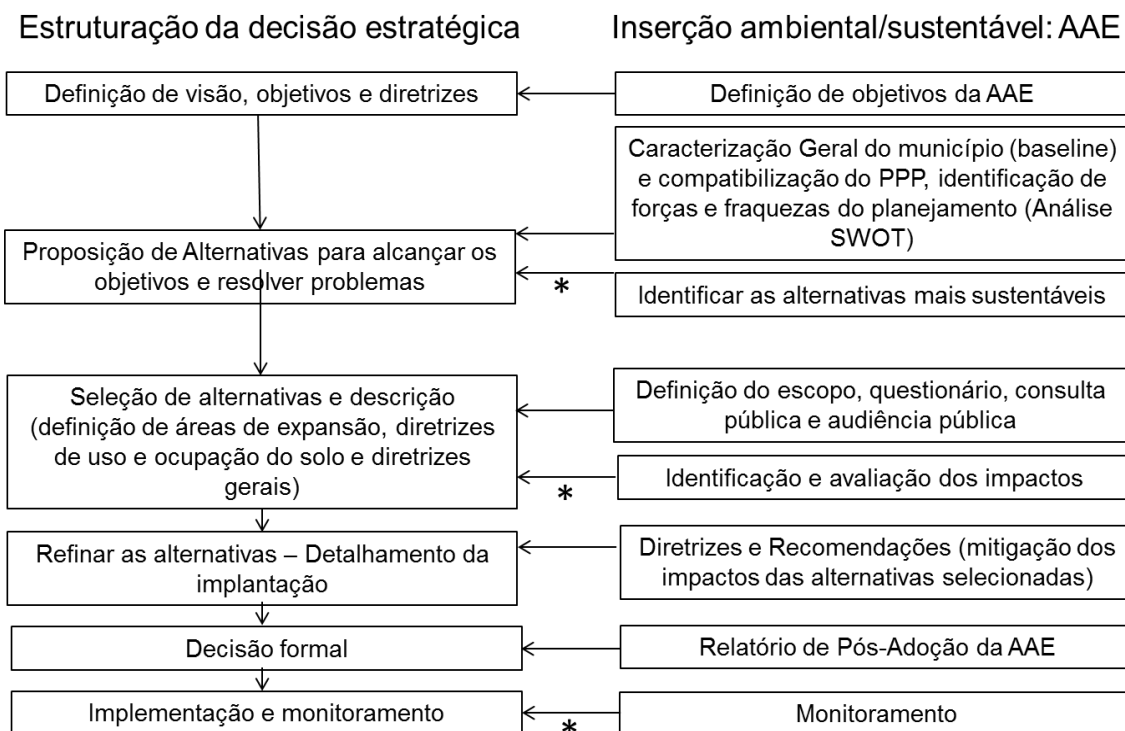 Estruturação da decisão estratégica
Inserção ambiental/sustentável: AAE
Definição de visão, objetivos e diretrizes
Definição de objetivos da AAE
Caracterização Geral do município (baseline)
e compatibilização do PPP, identificação de
forças e fraquezas do planejamento (Análise
SWOT)
Proposição de Alternativas para alcançar os
objetivos e resolver problemas
*
Identificar as alternativas mais sustentáveis
Seleção de alternativas e descrição
(definição de áreas de expansão, diretrizes
de uso e ocupação do solo e diretrizes
gerais)
Definição do escopo, questionário, consulta
pública e audiência pública
*
Identificação e avaliação dos impactos
Refinar as alternativas – Detalhamento da
implantação
Diretrizes e Recomendações (mitigação dos
impactos das alternativas selecionadas)
Decisão formal
Relatório de Pós-Adoção da AAE
Implementação e monitoramento
*
Monitoramento